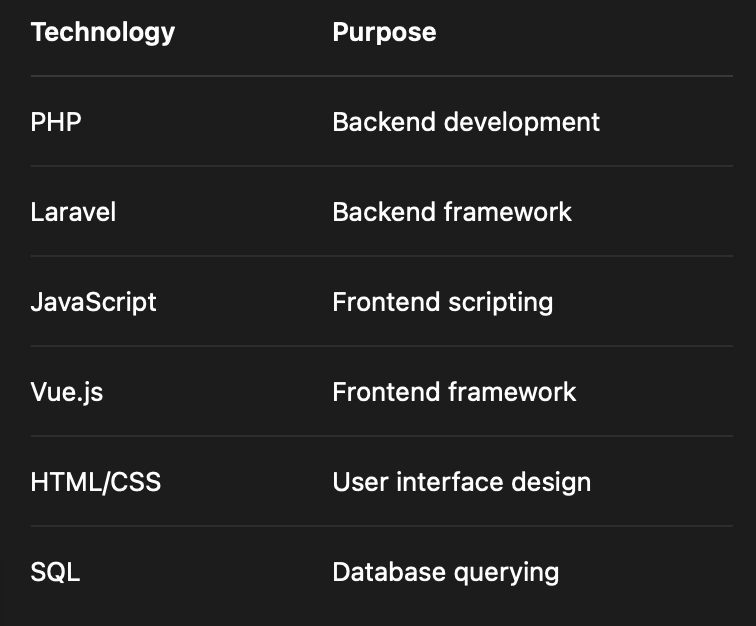 Technology Purpose
PHP Backend development
Laravel Backend framework
JavaScript Frontend scripting
Vue.js Frontend framework
HTML/CSS User interface design
SQL Database querying